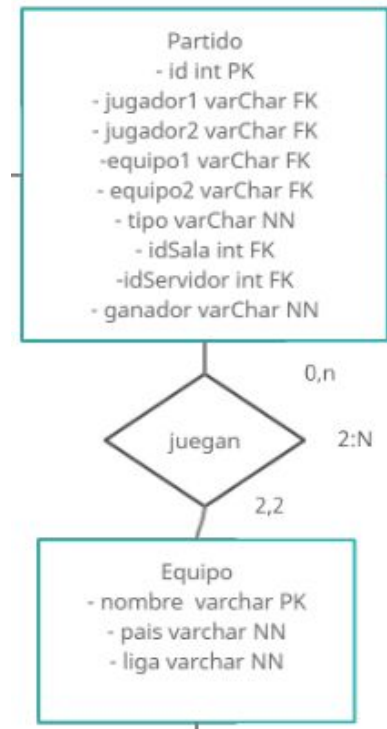 Partido
- id int PK
- jugador1 varChar FK
- jugador2 varChar FK
-equipo1 varChar FK
- equipo2 varChar FK
- tipo varChar NN
- idSala int FK
-idServidor int FK
- ganador varChar NN
0,n
juegan
2:N
2,2
Equipo
- nombre varchar PK
- pais varchar NN
- liga varchar NN